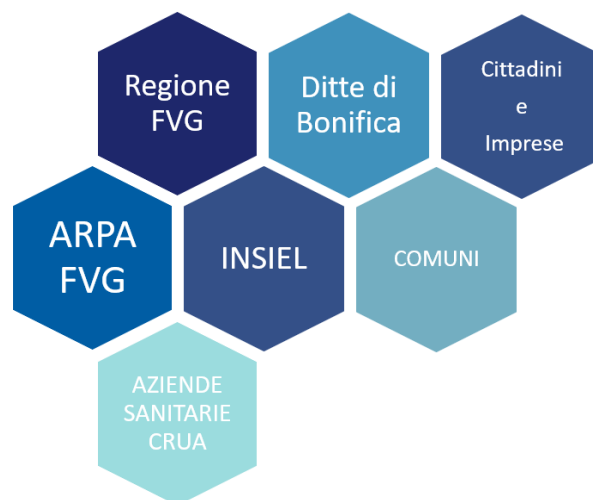 Regione
FVG
Ditte di
Bonifica
Cittadini
e
Imprese
ARPA
FVG
INSIEL
COMUNI
AZIENDE
SANITARIE
CRUA